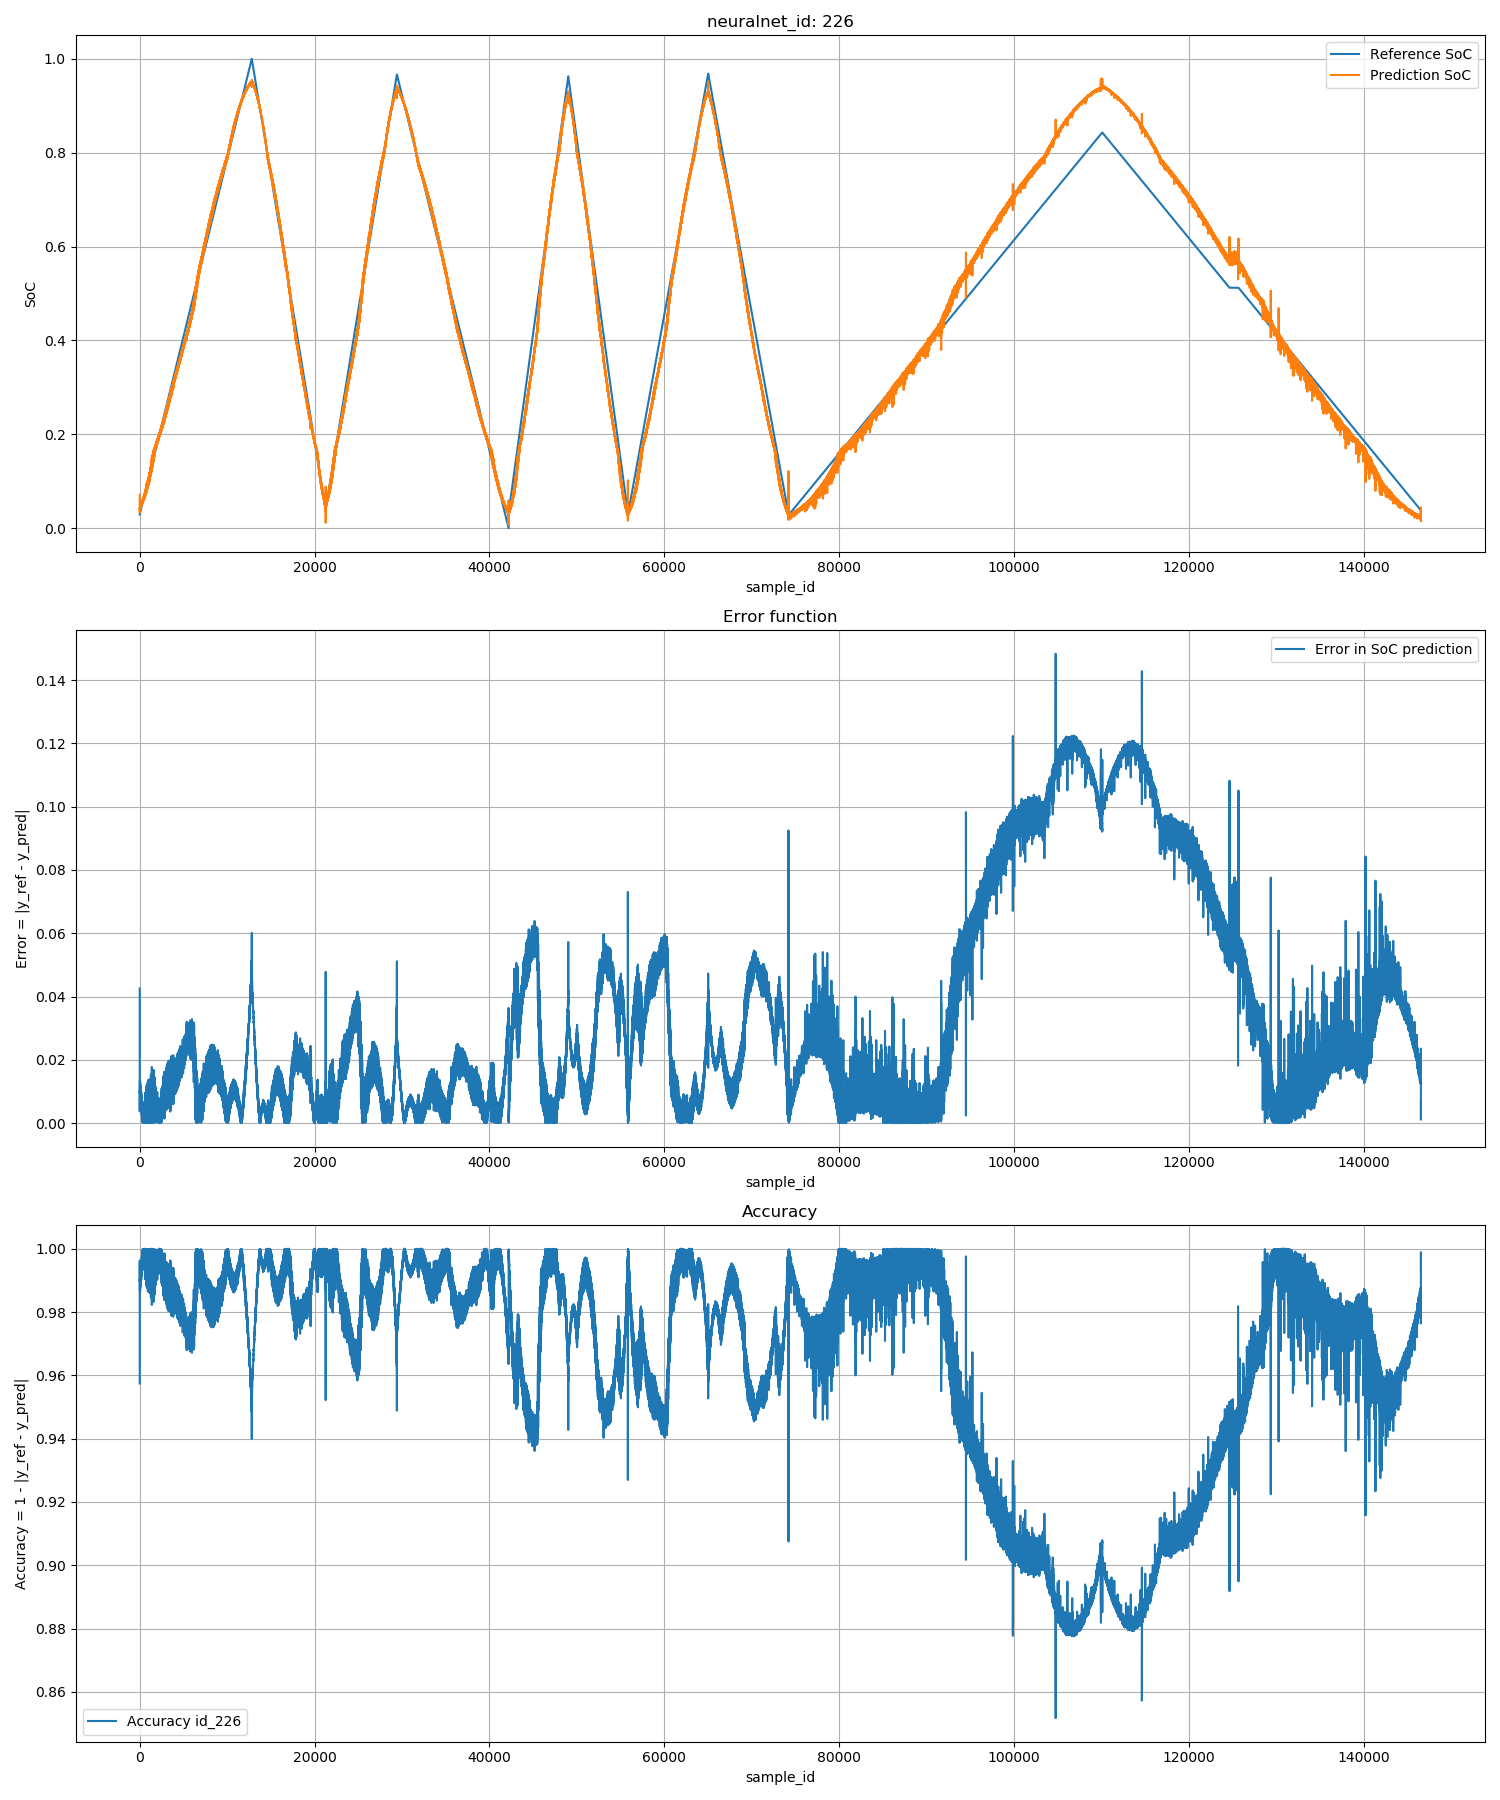 neuralnet_id: 226
Reference SoC
Prediction SoC
SoC
1.0
0.8
0.6
0.4
0.2
0.0
0 20000 40000 60000 80000 100000 120000 140000
sample_id
Error function
Error in SoC prediction
Error = |y_ref - y_pred|
0.14
0.12
0.10
0.08
0.06
0.04
0.02
0.00
0 20000 40000 60000 80000 100000 120000 140000
sample_id
Accuracy
Accuracy = 1 - |y_ref - y_pred|
1.00
0.98
0.96
0.94
0.92
0.90
0.88
0.86
Accuracy id_226
0 20000 40000 60000 80000 100000 120000 140000
sample_id